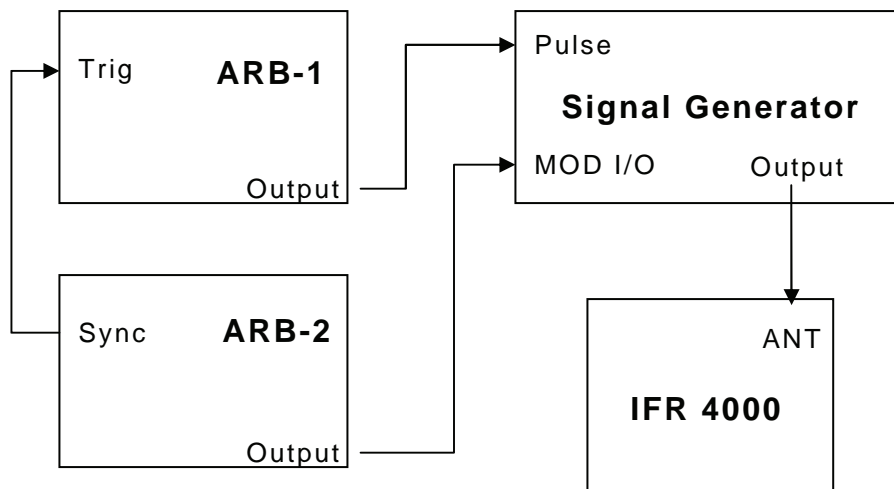 Trig
ARB-1
Output
Pulse
Signal Generator
MOD I/O
Output
Sync
ARB-2
Output
ANT
IFR 4000